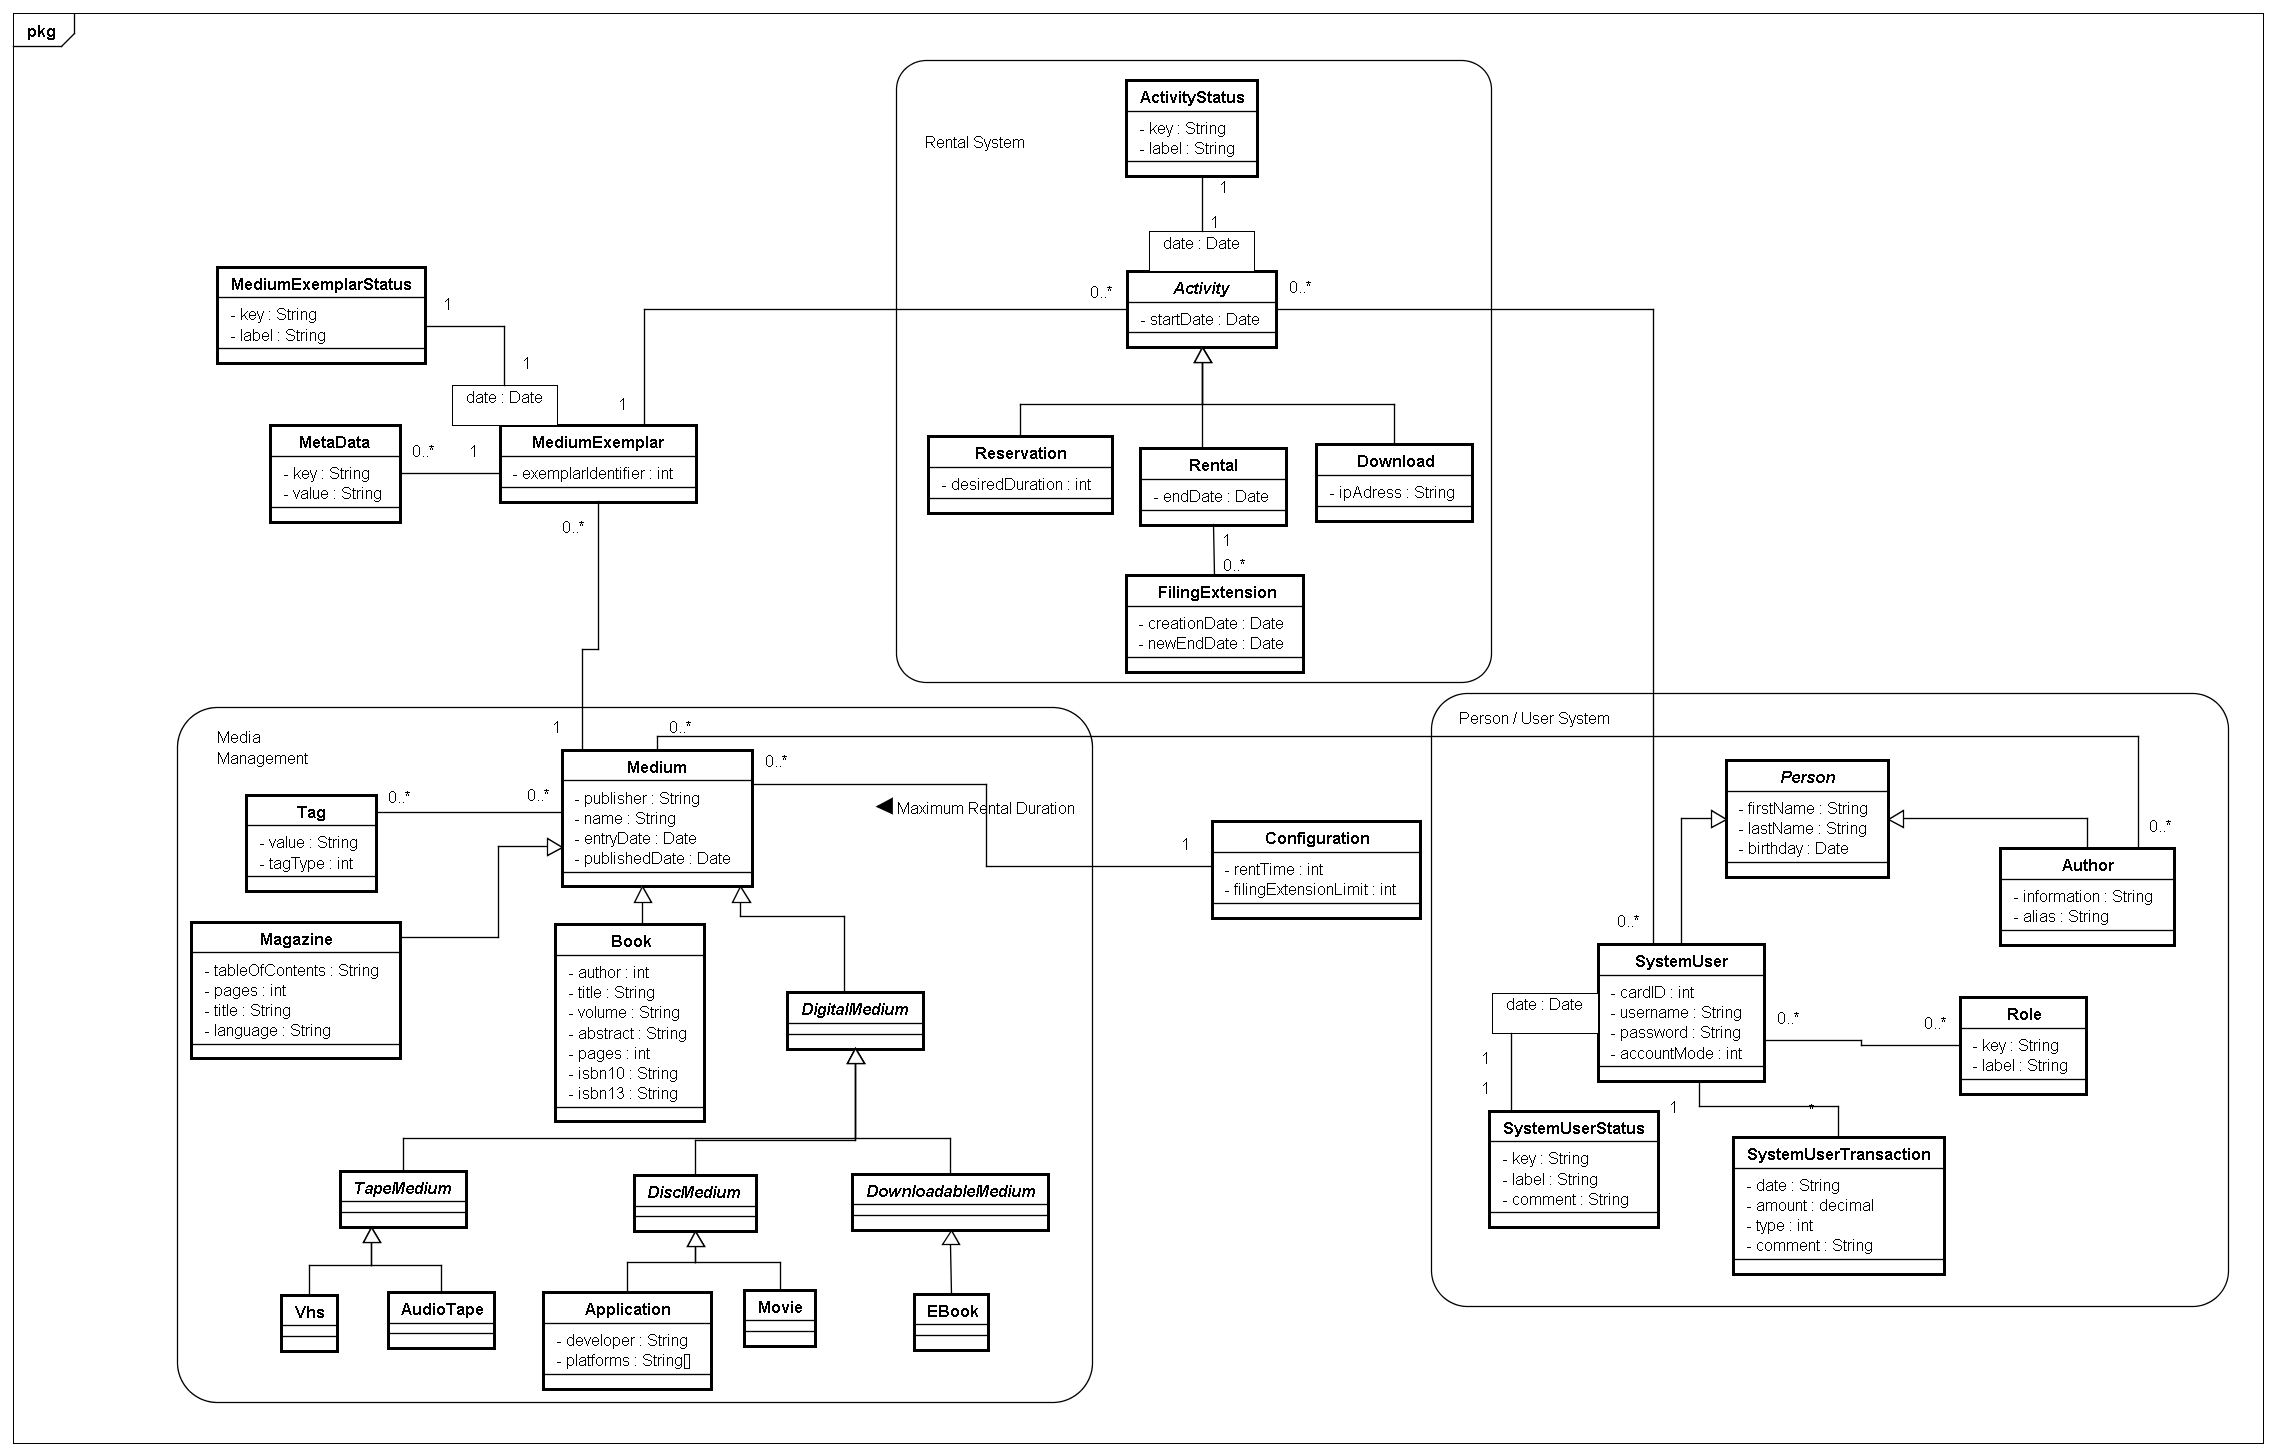 pkg
Rental System
ActivityStatus
- key : String
- label : String
1
1
date : Date
Activity
- startDate : Date
0..*
0..*
Reservation
- desiredDuration : int
Rental
- endDate : Date
Download
- ipAdress : String
1
0..*
FilingExtension
- creationDate : Date
- newEndDate : Date
MediumExemplarStatus
- key : String
- label : String
1
1
date : Date
1
MetaData
- key : String
- value : String
0..*
1
MediumExemplar
- exemplarIdentifier : int
0..*
Media
Management
1
0..*
Medium
- publisher : String
- name : String
- entryDate : Date
- publishedDate : Date
0..*
Maximum Rental Duration
1
Configuration
- rentTime : int
- filingExtensionLimit : int
Tag
- value : String
- tagType : int
0..*
0..*
Magazine
- tableOfContents : String
- pages : int
- title : String
- language : String
Book
- author : int
- title : String
- volume : String
- abstract : String
- pages : int
- isbn10 : String
- isbn13 : String
DigitalMedium
TapeMedium
DiscMedium
DownloadableMedium
Vhs
AudioTape
Application
- developer : String
- platforms : String[]
Movie
EBook
Person / User System
Person
- firstName : String
- lastName : String
- birthday : Date
0..*
Author
- information : String
- alias : String
0..*
SystemUser
- cardID : int
- username : String
- password : String
- accountMode : int
date : Date
1
1
0..*
0..*
Role
- key : String
- label : String
1
*
SystemUserStatus
- key : String
- label : String
- comment : String
SystemUserTransaction
- date : String
- amount : decimal
- type : int
- comment : String